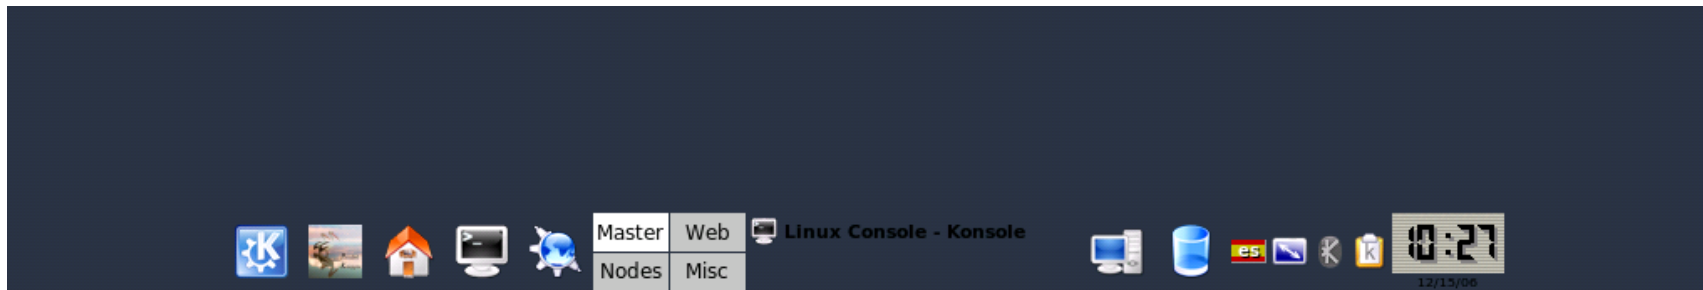 Master Web
Nodes Misc
Linux Console - Konsole
es
10:27
12/15/06